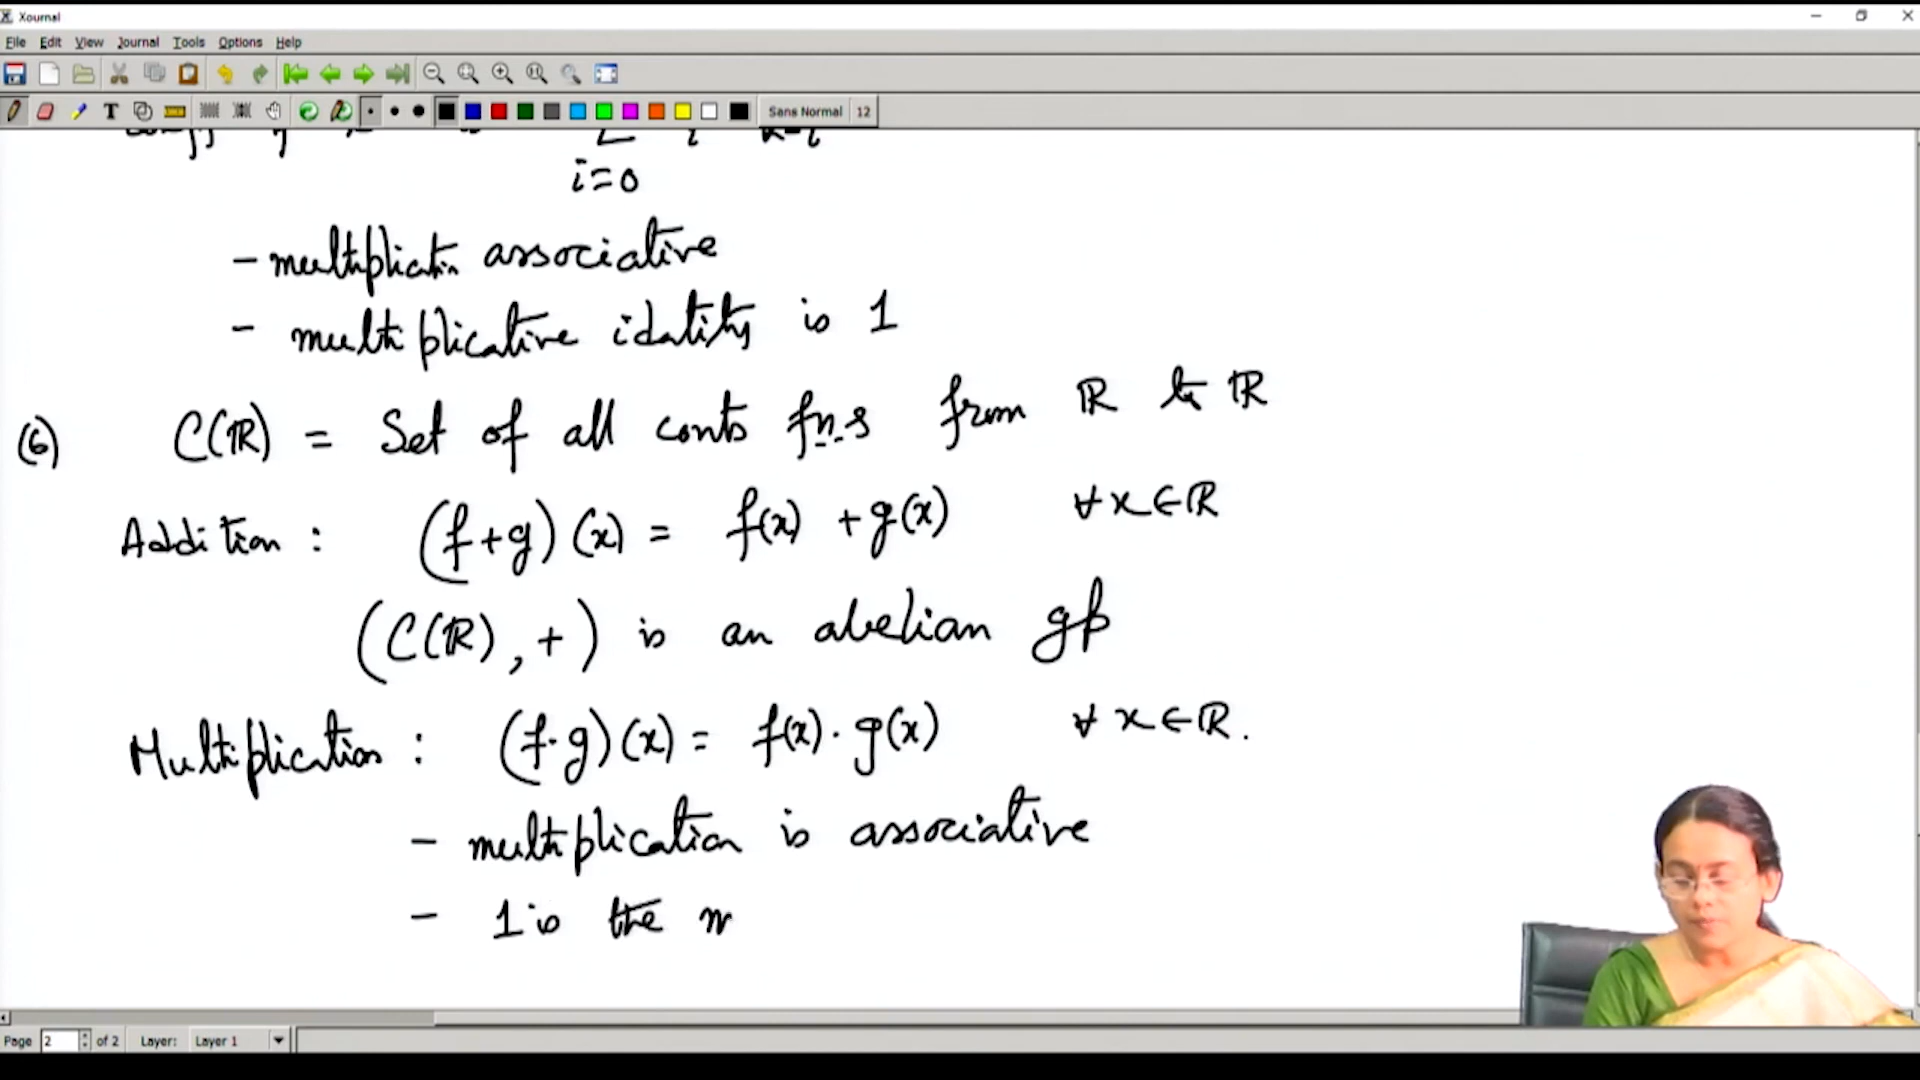 Xournal
File Edit View Journal Tools Options Help
Sans Normal 12
i=0
- multiplicatin associative
- multiplicative idatity is 1
(6) C(ℝ) = Set of all conts fn.s from ℝ to ℝ
Addition : (f+g)(x) = f(x) + g(x) ∀ x ∈ ℝ
(C(ℝ), +) is an abelian gp
Multiplication : (f·g)(x) = f(x)·g(x) ∀ x ∈ ℝ.
- multiplication is associative
- 1 is the m
Page 2 of 2 Layer: Layer 1